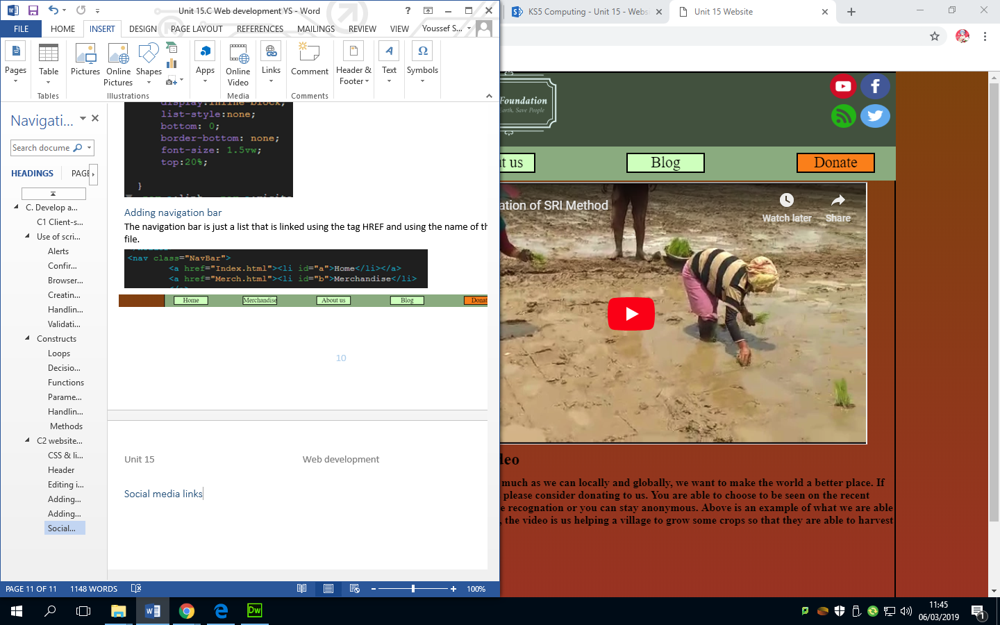 Unit 15.C Web development YS - Word
FILE
HOME
INSERT
DESIGN
PAGE LAYOUT
REFERENCES
MAILINGS
REVIEW
VIEW
Youssef S...
Pages
Table
Pictures
Online
Pictures
Shapes
Apps
Online
Video
Links
Comment
Header &
Footer
Text
Symbols
Tables
Illustrations
Media
Comments
Navigati...
Search docume
HEADINGS
PAGE
C. Develop a...
C1 Client-s...
Use of scri...
Alerts
Confir...
Browser...
Creatin...
Handlin...
Validati...
Constructs
Loops
Decisio...
Functions
Parame...
Handlin...
Methods
C2 website...
CSS & li...
Header
Editing i...
Adding...
Adding...
Social...
display:inline-block;
list-style:none;
bottom: 0;
border-bottom: none;
font-size: 1.5vw;
top:20%;
}
Adding navigation bar
The navigation bar is just a list that is linked using the tag HREF and using the name of th
file.
<nav class="NavBar">
<a href="Index.html"><li id="a">Home</li></a>
<a href="Merch.html"><li id="b">Merchandise</li>
Home
Merchandise
About us
Blog
Donat
10
Unit 15
Web development
Social media links
PAGE 11 OF 11
1148 WORDS
100%
KS5 Computing - Unit 15 - Webs
Unit 15 Website
Foundation
Earth, Save People
ut us
Blog
Donate
ation of SRI Method
Watch later
Share
deo
much as we can locally and globally, we want to make the world a better place. If
please consider donating to us. You are able to choose to be seen on the recent
e recognation or you can stay anonymous. Above is an example of what we are able
, the video is us helping a village to grow some crops so that they are able to harvest
Dw
11:45
06/03/2019
1